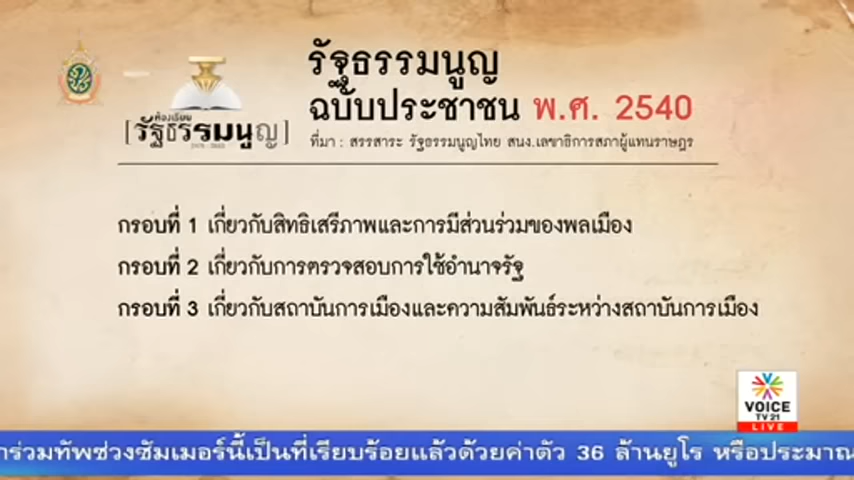 รัฐธรรมนูญ
ฉบับประชาชน พ.ศ. 2540
ห้องเรียน
[รัฐธรรมนูญ]
ที่มา : สรรสาระ รัฐธรรมนูญไทย สนง.เลขาธิการสภาผู้แทนราษฎร
กรอบที่ 1 เกี่ยวกับสิทธิเสรีภาพและการมีส่วนร่วมของพลเมือง
กรอบที่ 2 เกี่ยวกับการตรวจสอบการใช้อำนาจรัฐ
กรอบที่ 3 เกี่ยวกับสถาบันการเมืองและความสัมพันธ์ระหว่างสถาบันการเมือง
VOICE
TV 21
LIVE
าร่วมทัพช่วงซัมเมอร์นี้เป็นที่เรียบร้อยแล้วด้วยค่าตัว 36 ล้านยูโร หรือประมาณ